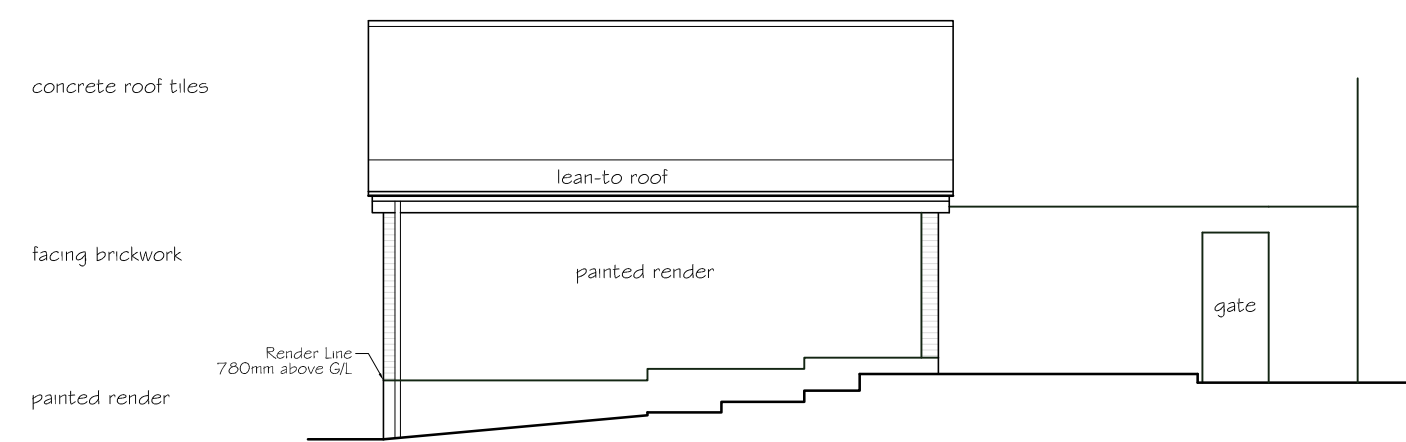 concrete roof tiles
lean-to roof
facing brickwork
painted render
gate
Render Line
780mm above G/L
painted render